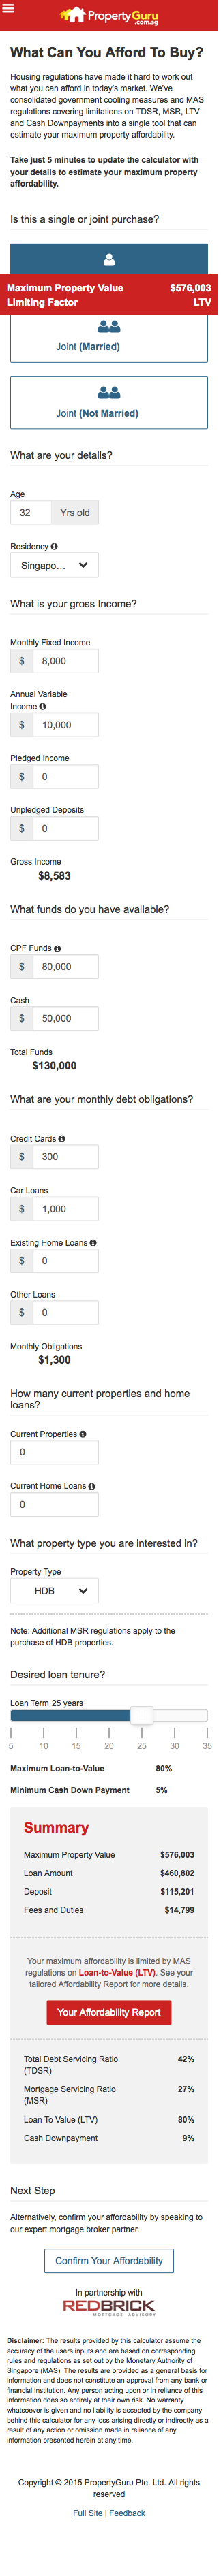 PropertyGuru
.com.sg
What Can You Afford To Buy?
Housing regulations have made it hard to work out
what you can afford in today's market. We've
consolidated government cooling measures and MAS
regulations covering limitations on TDSR, MSR, LTV
and Cash Downpayments into a single tool that can
estimate your maximum property affordability.
Take just 5 minutes to update the calculator with
your details to estimate your maximum property
affordability.
Is this a single or joint purchase?
Maximum Property Value $576,003
Limiting Factor LTV
Joint (Married)
Joint (Not Married)
What are your details?
Age
32 Yrs old
Residency
Singapo...
What is your gross Income?
Monthly Fixed Income
$ 8,000
Annual Variable
Income
$ 10,000
Pledged Income
$ 0
Unpledged Deposits
$ 0
Gross Income
$8,583
What funds do you have available?
CPF Funds
$ 80,000
Cash
$ 50,000
Total Funds
$130,000
What are your monthly debt obligations?
Credit Cards
$ 300
Car Loans
$ 1,000
Existing Home Loans
$ 0
Other Loans
$ 0
Monthly Obligations
$1,300
How many current properties and home
loans?
Current Properties
0
Current Home Loans
0
What property type you are interested in?
Property Type
HDB
Note: Additional MSR regulations apply to the
purchase of HDB properties.
Desired loan tenure?
Loan Term 25 years
5 10 15 20 25 30 35
Maximum Loan-to-Value 80%
Minimum Cash Down Payment 5%
Summary
Maximum Property Value $576,003
Loan Amount $460,802
Deposit $115,201
Fees and Duties $14,799
Your maximum affordability is limited by MAS
regulations on Loan-to-Value (LTV). See your
tailored Affordability Report for more details.
Your Affordability Report
Total Debt Servicing Ratio 42%
(TDSR)
Mortgage Servicing Ratio 27%
(MSR)
Loan To Value (LTV) 80%
Cash Downpayment 9%
Next Step
Alternatively, confirm your affordability by speaking to
our expert mortgage broker partner.
Confirm Your Affordability
In partnership with
REDBRICK
MORTGAGE ADVISORY
Disclaimer: The results provided by this calculator assume the
accuracy of the users inputs and are based on corresponding
rules and regulations as set out by the Monetary Authority of
Singapore (MAS). The results are provided as a general basis for
information and does not constitute an approval from any bank or
financial institution. Any person acting upon or in reliance of this
information does so entirely at their own risk. No warranty
whatsoever is given and no liability is accepted by the company
behind this calculator for any loss arising directly or indirectly as a
result of any action or omission made in reliance of any
information presented herein at any time.
Copyright © 2015 PropertyGuru Pte. Ltd. All rights
reserved
Full Site | Feedback